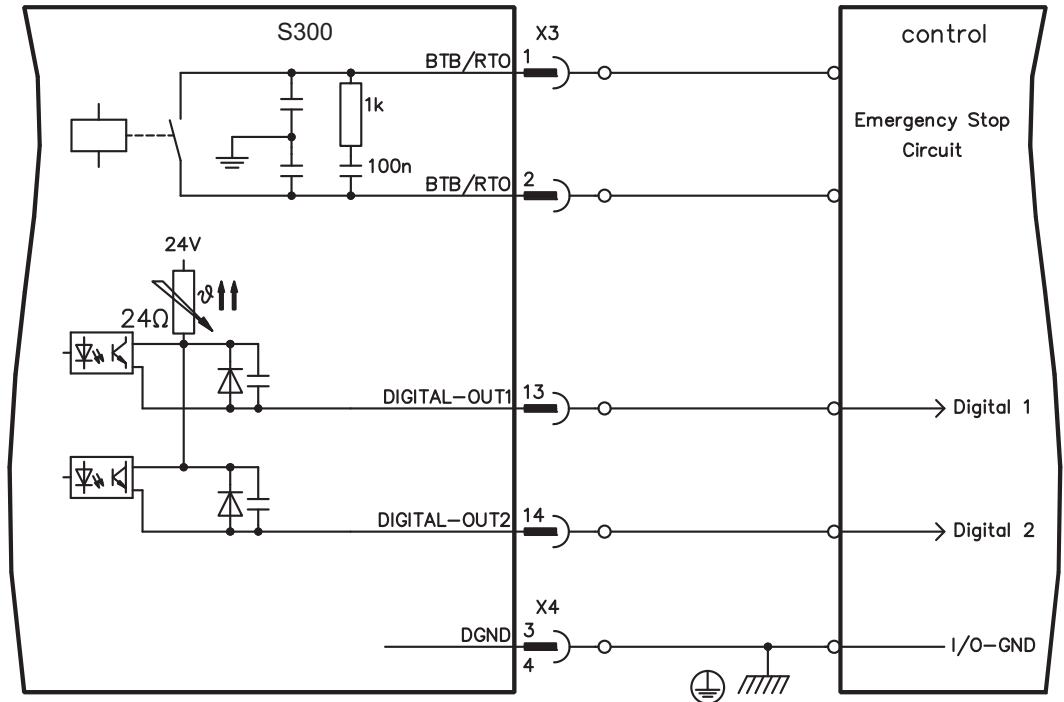 S300
X3
control
BTB/RTO
1
1k
Emergency Stop
Circuit
100n
BTB/RTO
2
24V
ϑ
24Ω
DIGITAL-OUT1
13
Digital 1
DIGITAL-OUT2
14
Digital 2
X4
DGND
3
I/O-GND
4